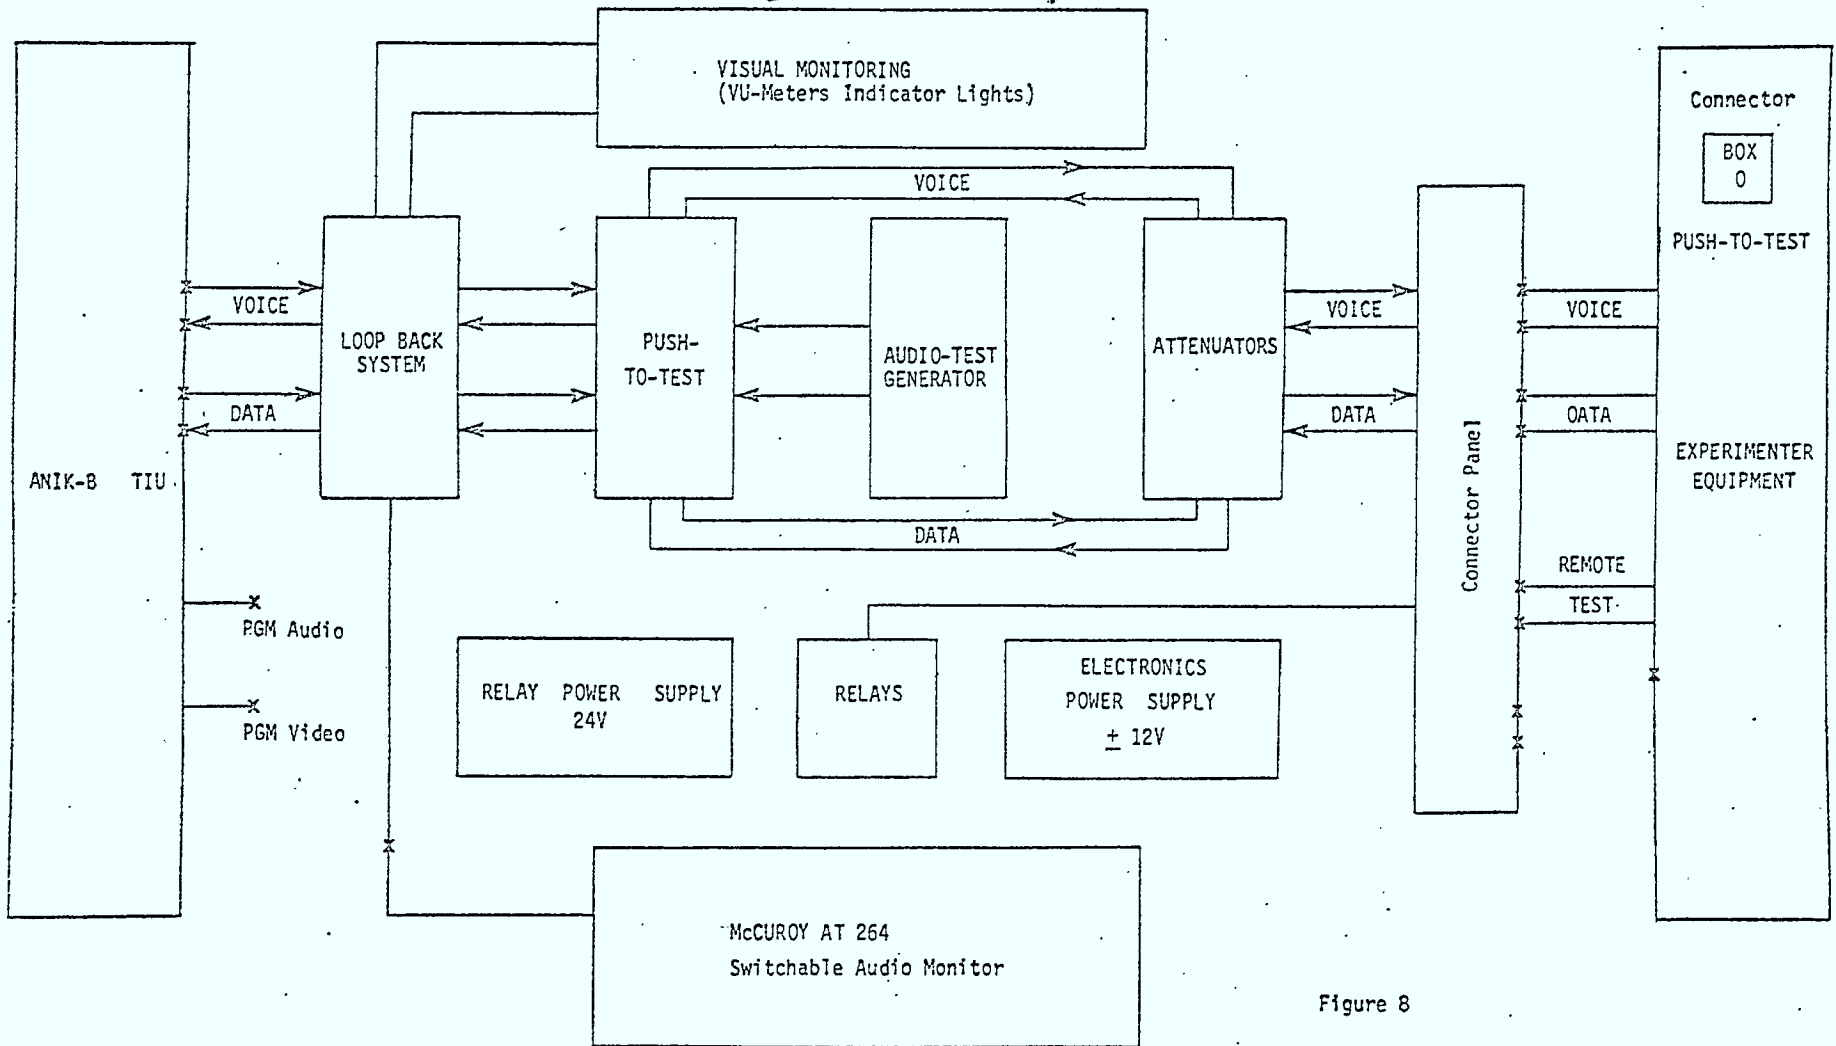 VISUAL MONITORING
(VU-Meters Indicator Lights)
Connector
BOX
0
PUSH-TO-TEST
VOICE
VOICE
LOOP BACK
SYSTEM
PUSH-
TO-TEST
AUDIO-TEST
GENERATOR
ATTENUATORS
VOICE
VOICE
DATA
DATA
OATA
ANIK-B TIU
Connector Panel
EXPERIMENTER
EQUIPMENT
DATA
REMOTE
TEST
PGM Audio
PGM Video
RELAY POWER SUPPLY
24V
RELAYS
ELECTRONICS
POWER SUPPLY
± 12V
McCUROY AT 264
Switchable Audio Monitor
Figure 8